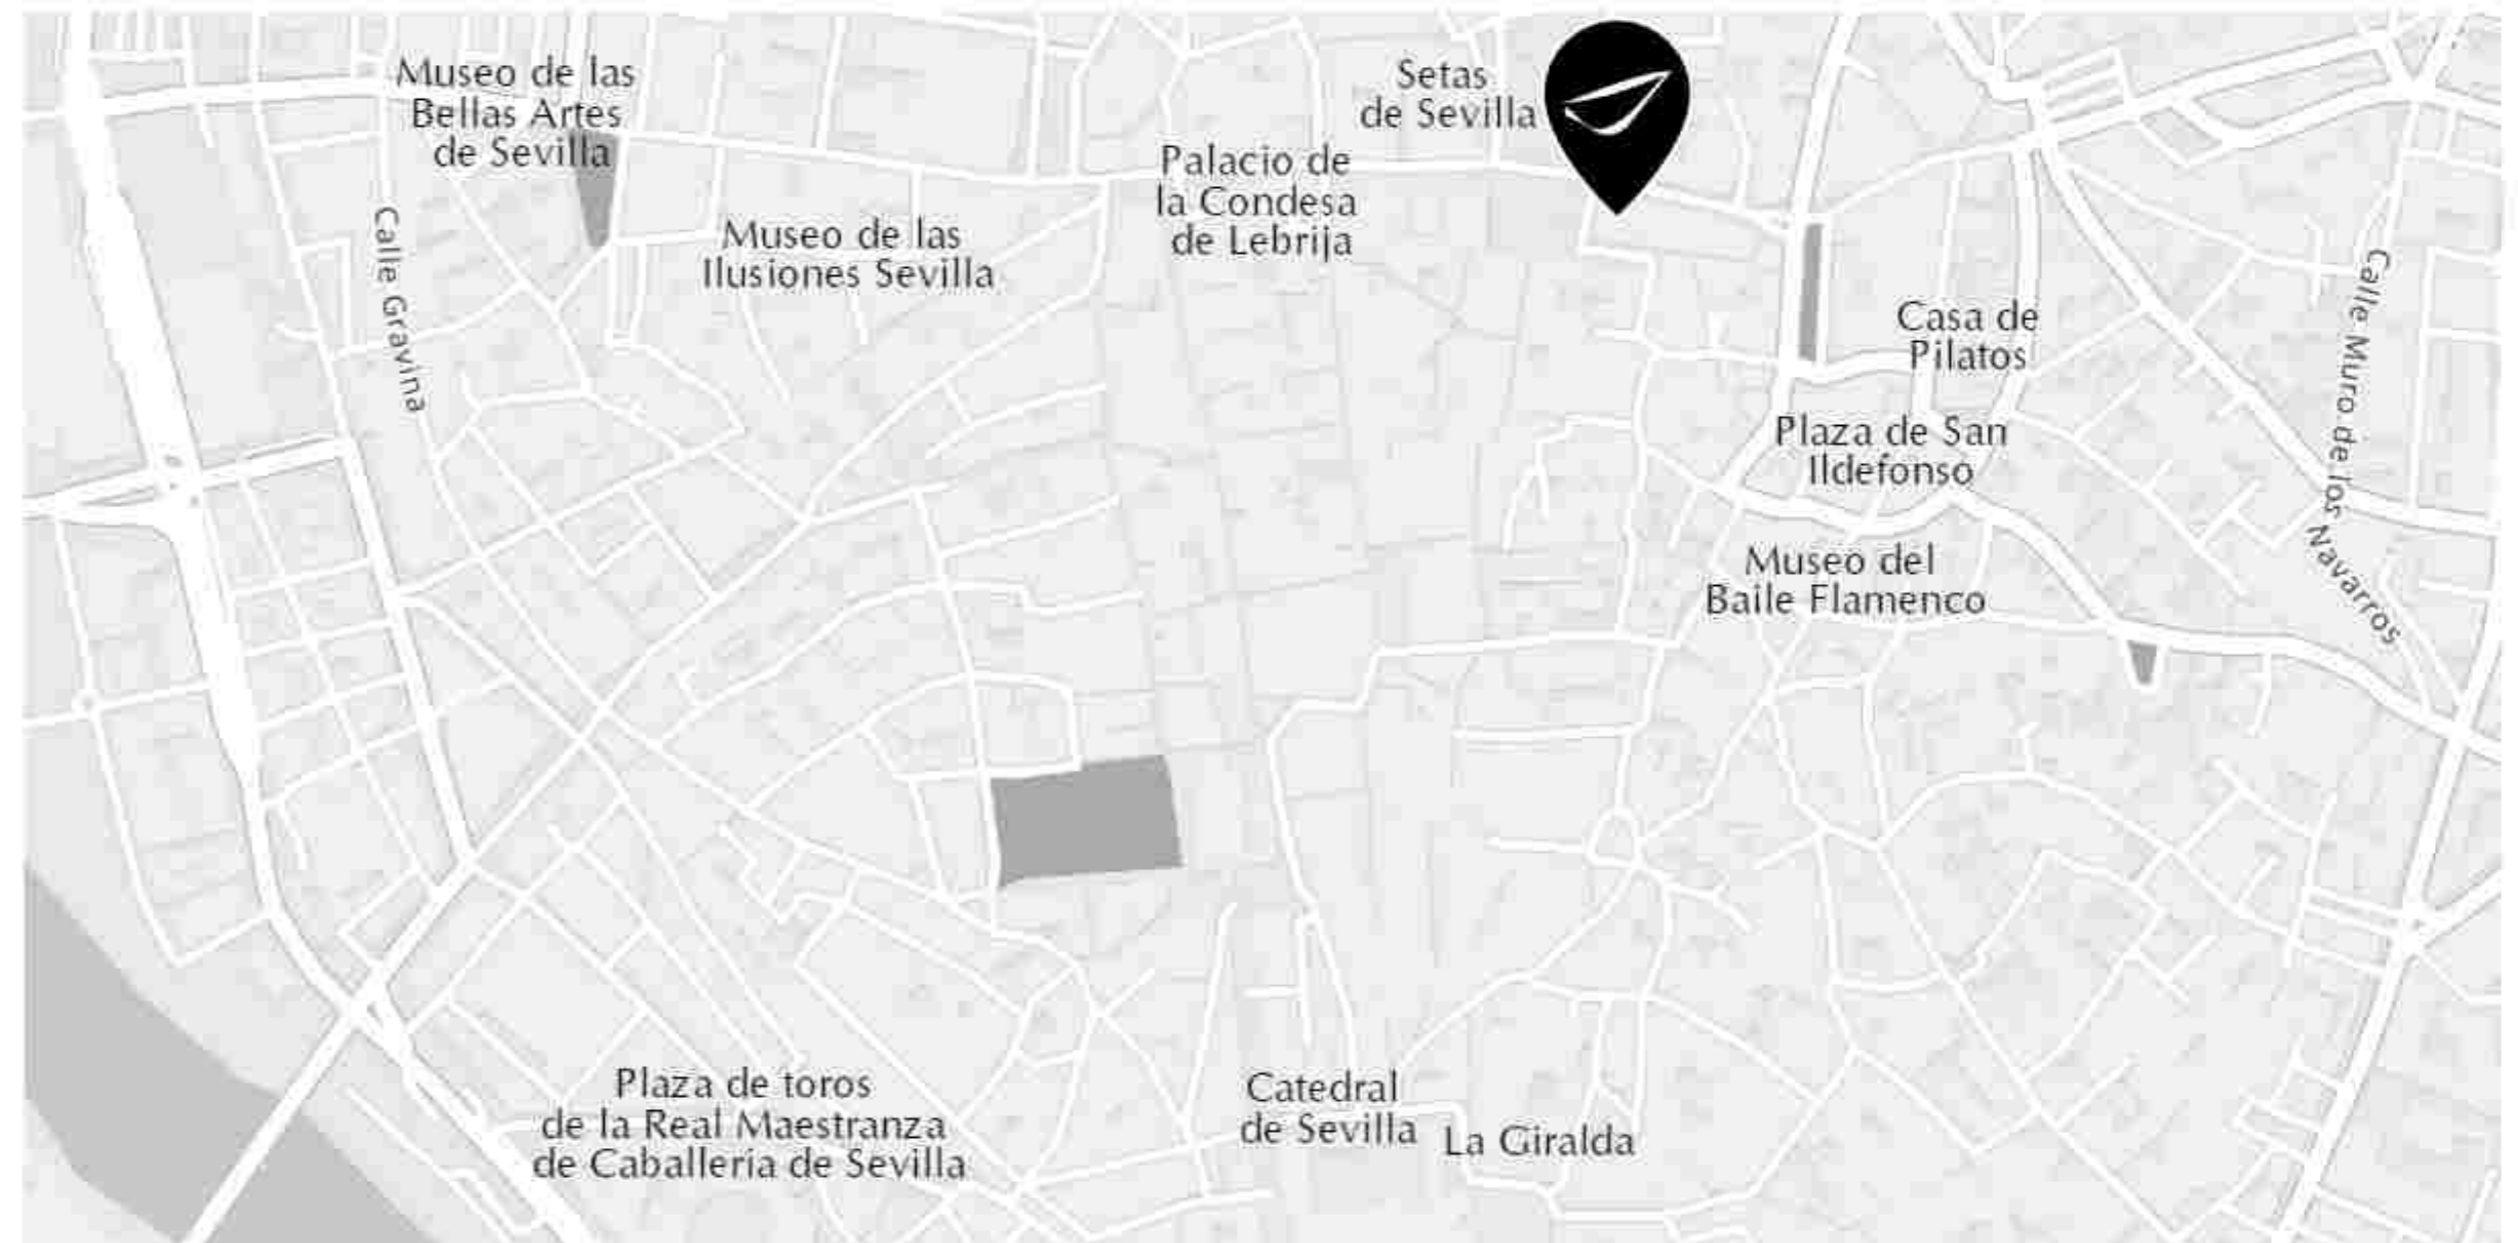 Museo de las
Bellas Artes
de Sevilla
Setas
de Sevilla
Palacio de
la Condesa
de Lebrija
Museo de las
Ilusiones Sevilla
Calle Gravina
Casa de
Pilatos
Calle Muro de los Navarros
Plaza de San
Ildefonso
Museo del
Baile Flamenco
Plaza de toros
de la Real Maestranza
de Caballeria de Sevilla
Catedral
de Sevilla
La Giralda